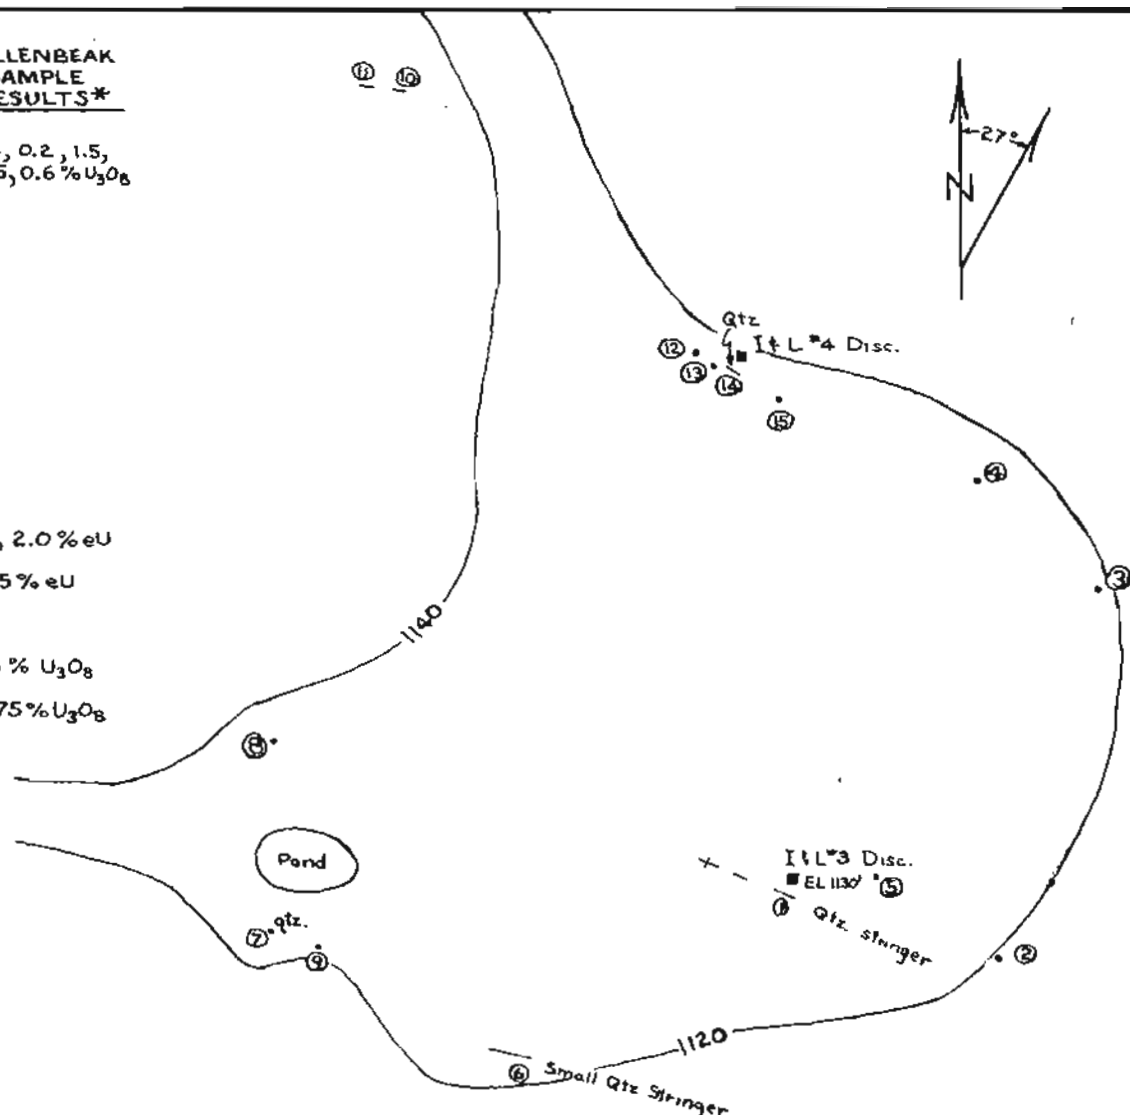 LLENBEAK
AMPLE
ESULTS*
, 0.2, 1.5,
5, 0.6 % U₃O₈
11 10
27°
N
Qtz
I & L #4 Disc.
12
13
14
15
4
, 2.0 % eU
5 % eU
3
1140
% U₃O₈
75 % U₃O₈
8
Pond
I & L #3 Disc.
EL 1130' 5
1
Qtz. stringer
7 qtz.
9
2
1120
6
Small Qtz Stringer